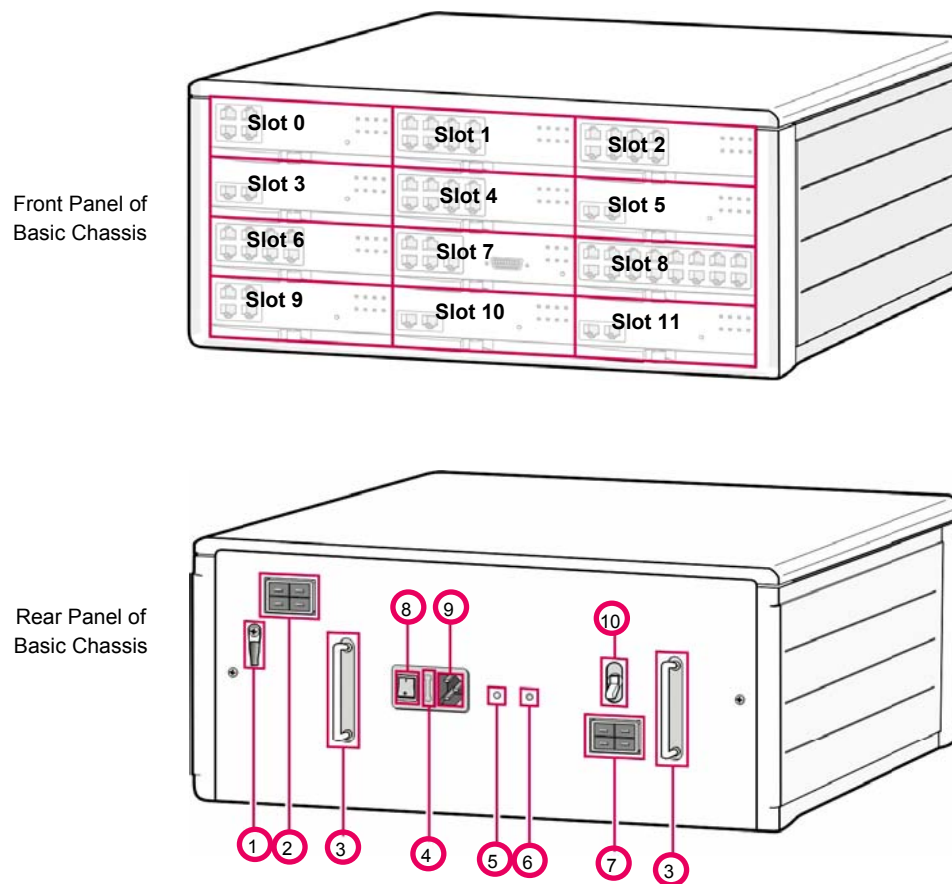 Front Panel of
Basic Chassis
Slot 0
Slot 1
Slot 2
Slot 3
Slot 4
Slot 5
Slot 6
Slot 7
Slot 8
Slot 9
Slot 10
Slot 11
Rear Panel of
Basic Chassis
8
9
10
1
2
3
4
5
6
7
3